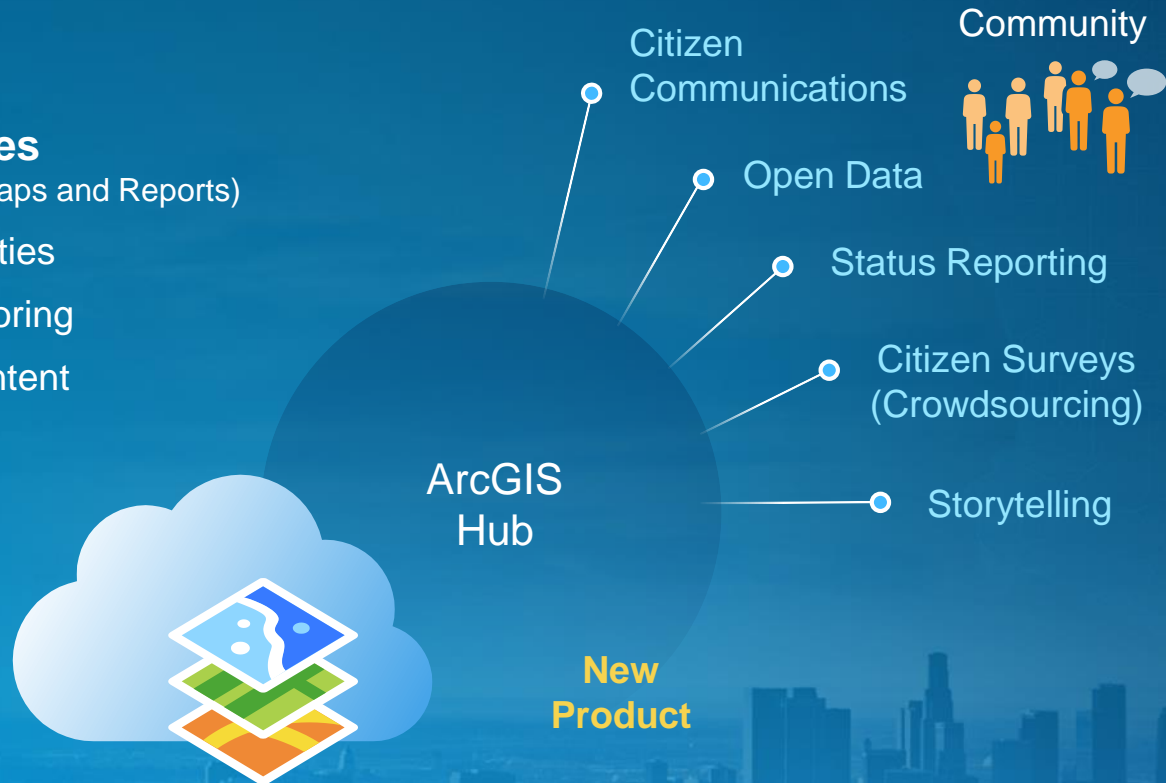 Community
Citizen
Communications
es
aps and Reports)
Open Data
ties
Status Reporting
oring
Citizen Surveys
(Crowdsourcing)
ntent
ArcGIS
Hub
Storytelling
New
Product